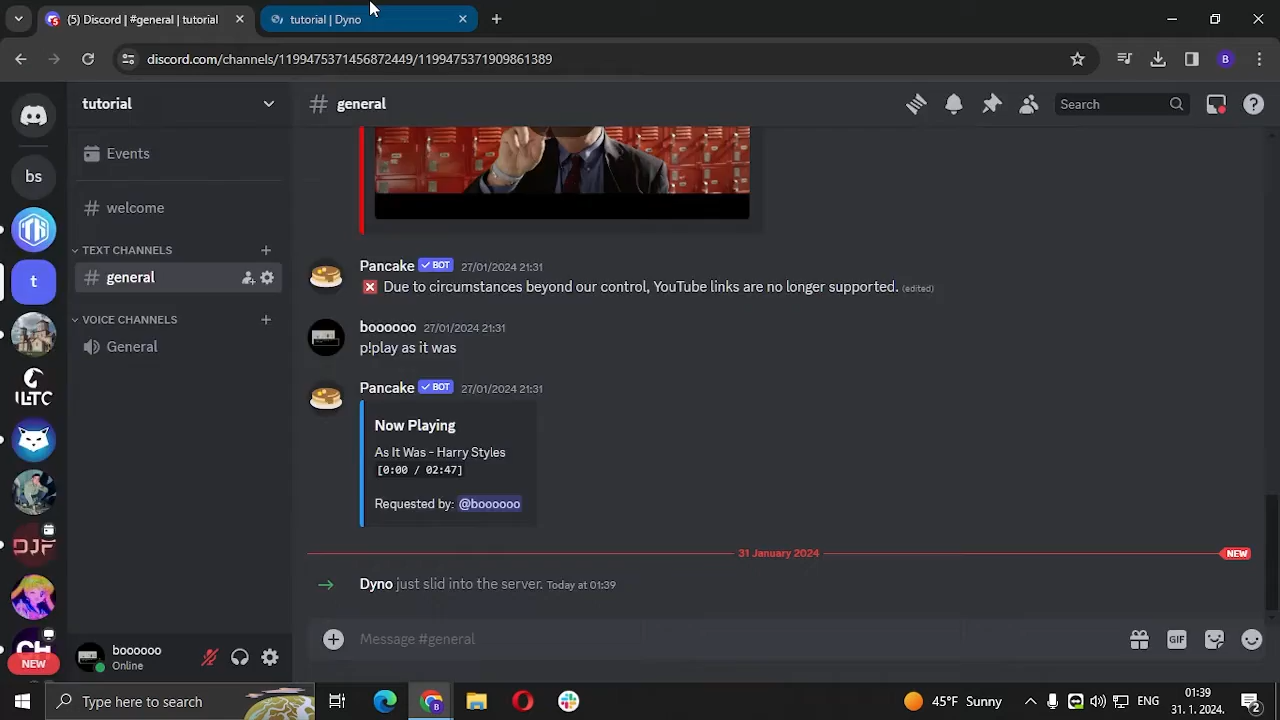 (5) Discord | #general | tutorial
tutorial | Dyno
discord.com/channels/1199475371456872449/1199475371909861389
B
tutorial
# general
Search
bs
Events
# welcome
TEXT CHANNELS
t
# general
VOICE CHANNELS
General
ILTC
DJF
CH
NEW
Pancake BOT 27/01/2024 21:31
Due to circumstances beyond our control, YouTube links are no longer supported. (edited)
boooooo 27/01/2024 21:31
p!play as it was
Pancake BOT 27/01/2024 21:31
Now Playing
As It Was - Harry Styles
[0:00 / 02:47]
Requested by: @boooooo
31 January 2024
NEW
Dyno just slid into the server. Today at 01:39
Message #general
GIF
boooooo
Online
Type here to search
B
45°F Sunny
ENG
01:39
31. 1. 2024.
2